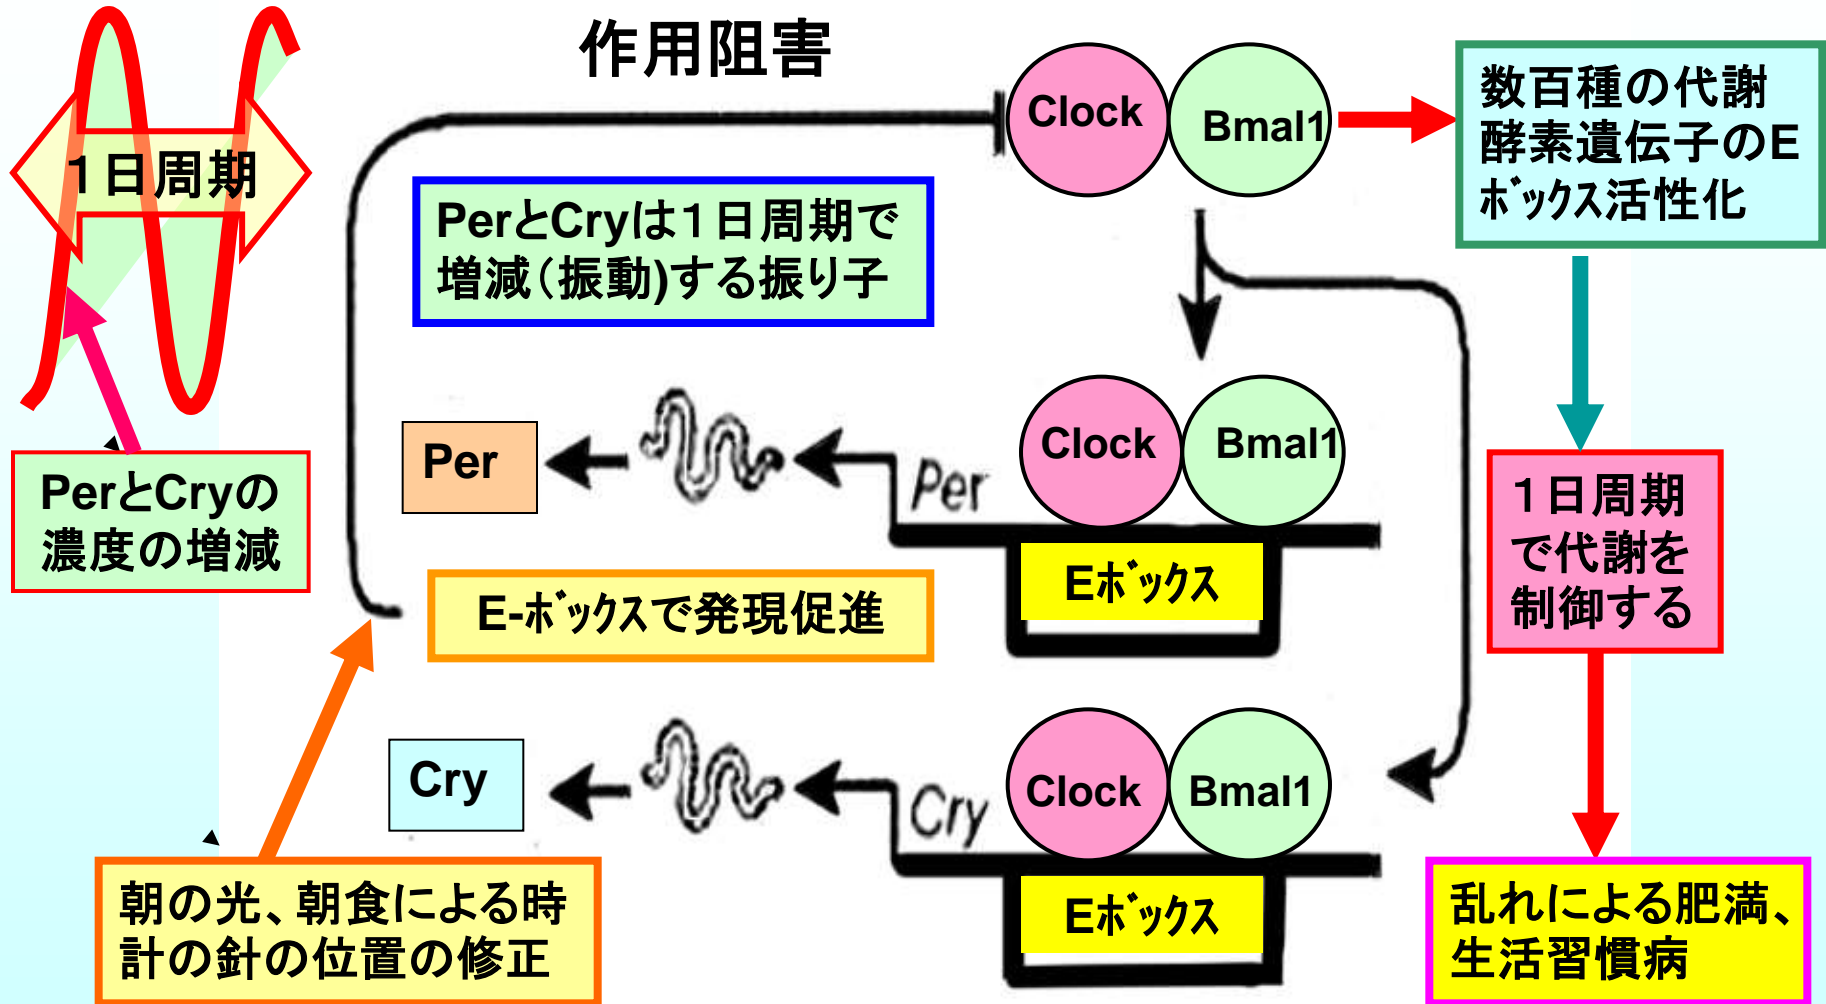 作用阻害
1日周期
Clock
Bmal1
数百種の代謝
酵素遺伝子のE
ボックス活性化
PerとCryは1日周期で
増減(振動)する振り子
Per
Per
Clock
Bmal1
PerとCryの
濃度の増減
1日周期
で代謝を
制御する
E-ボックスで発現促進
Eボックス
Cry
Cry
Clock
Bmal1
Eボックス
朝の光、朝食による時
計の針の位置の修正
乱れによる肥満、
生活習慣病